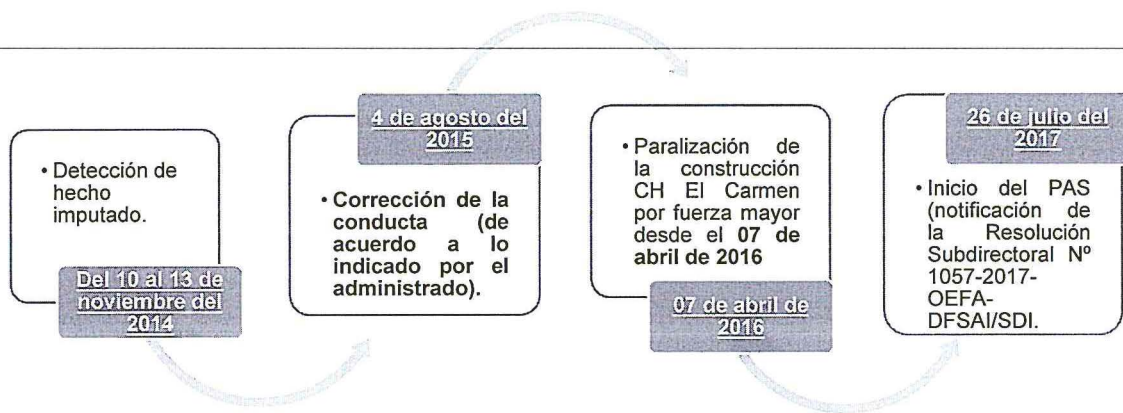 • Detección de
hecho
imputado.
Del 10 al 13 de
noviembre del
2014
4 de agosto del
2015
• Corrección de la
conducta (de
acuerdo a lo
indicado por el
administrado).
• Paralización de
la construcción
CH El Carmen
por fuerza mayor
desde el 07 de
abril de 2016
07 de abril de
2016
26 de julio del
2017
• Inicio del PAS
(notificación de
la Resolución
Subdirectoral Nº
1057-2017-
OEFA-
DFSAI/SDI.